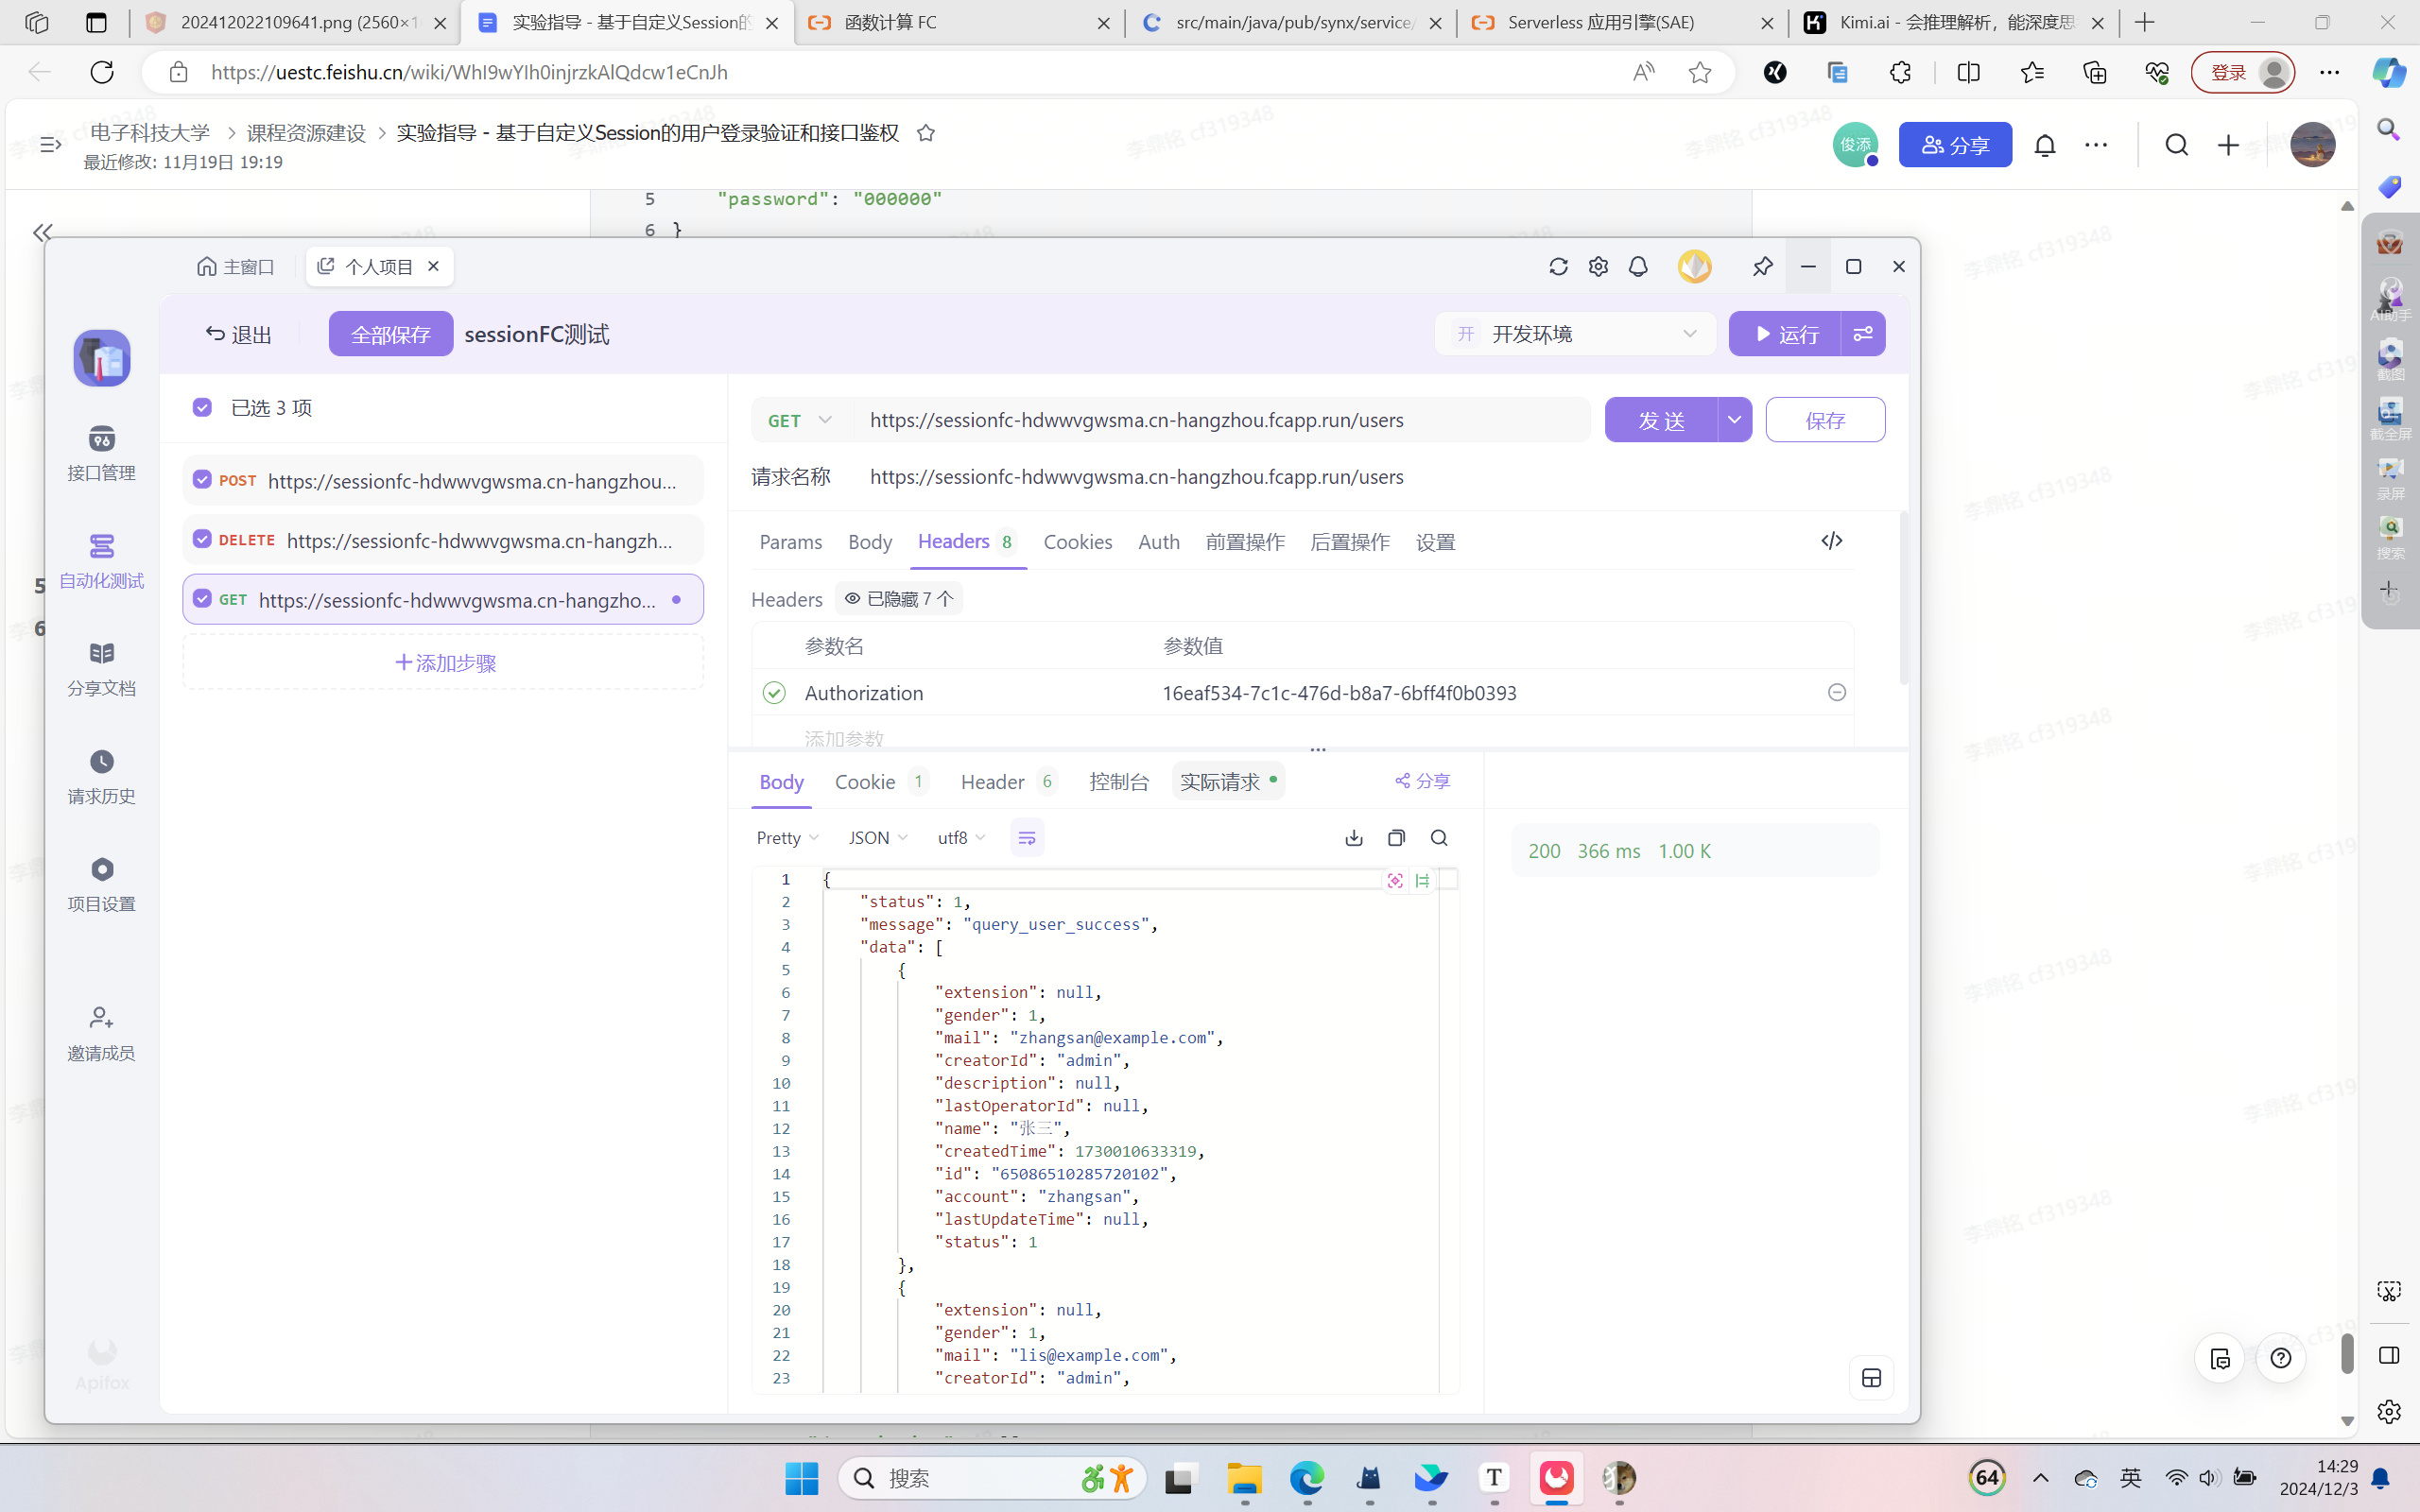 202412022109641.png (2560×1
实验指导 - 基于自定义Session的
函数计算 FC
src/main/java/pub/synx/service/
Serverless 应用引擎(SAE)
Kimi.ai - 会推理解析，能深度思
https://uestc.feishu.cn/wiki/WhI9wYIh0injrzkAlQdcw1eCnJh
登录
电子科技大学
课程资源建设
实验指导 - 基于自定义Session的用户登录验证和接口鉴权
最近修改: 11月19日 19:19
俊添
分享
5 "password": "000000"
6 }
主窗口
个人项目
退出
全部保存
sessionFC测试
开 开发环境
运行
接口管理
自动化测试
分享文档
请求历史
项目设置
邀请成员
Apifox
5
6
已选 3 项
POST https://sessionfc-hdwwvgwsma.cn-hangzhou...
DELETE https://sessionfc-hdwwvgwsma.cn-hangzh...
GET https://sessionfc-hdwwvgwsma.cn-hangzho...
添加步骤
GET https://sessionfc-hdwwvgwsma.cn-hangzhou.fcapp.run/users
发 送
保存
请求名称 https://sessionfc-hdwwvgwsma.cn-hangzhou.fcapp.run/users
Params Body Headers 8 Cookies Auth 前置操作 后置操作 设置
Headers 已隐藏 7 个
参数名 参数值
Authorization 16eaf534-7c1c-476d-b8a7-6bff4f0b0393
添加参数
Body Cookie 1 Header 6 控制台 实际请求 分享
Pretty JSON utf8
200 366 ms 1.00 K
1 {
2 "status": 1,
3 "message": "query_user_success",
4 "data": [
5 {
6 "extension": null,
7 "gender": 1,
8 "mail": "zhangsan@example.com",
9 "creatorId": "admin",
10 "description": null,
11 "lastOperatorId": null,
12 "name": "张三",
13 "createdTime": 1730010633319,
14 "id": "65086510285720102",
15 "account": "zhangsan",
16 "lastUpdateTime": null,
17 "status": 1
18 },
19 {
20 "extension": null,
21 "gender": 1,
22 "mail": "lis@example.com",
23 "creatorId": "admin",
AI助手
截图
截全屏
录屏
搜索
李鼎铭 cf319348
搜索
64
英
14:29
2024/12/3